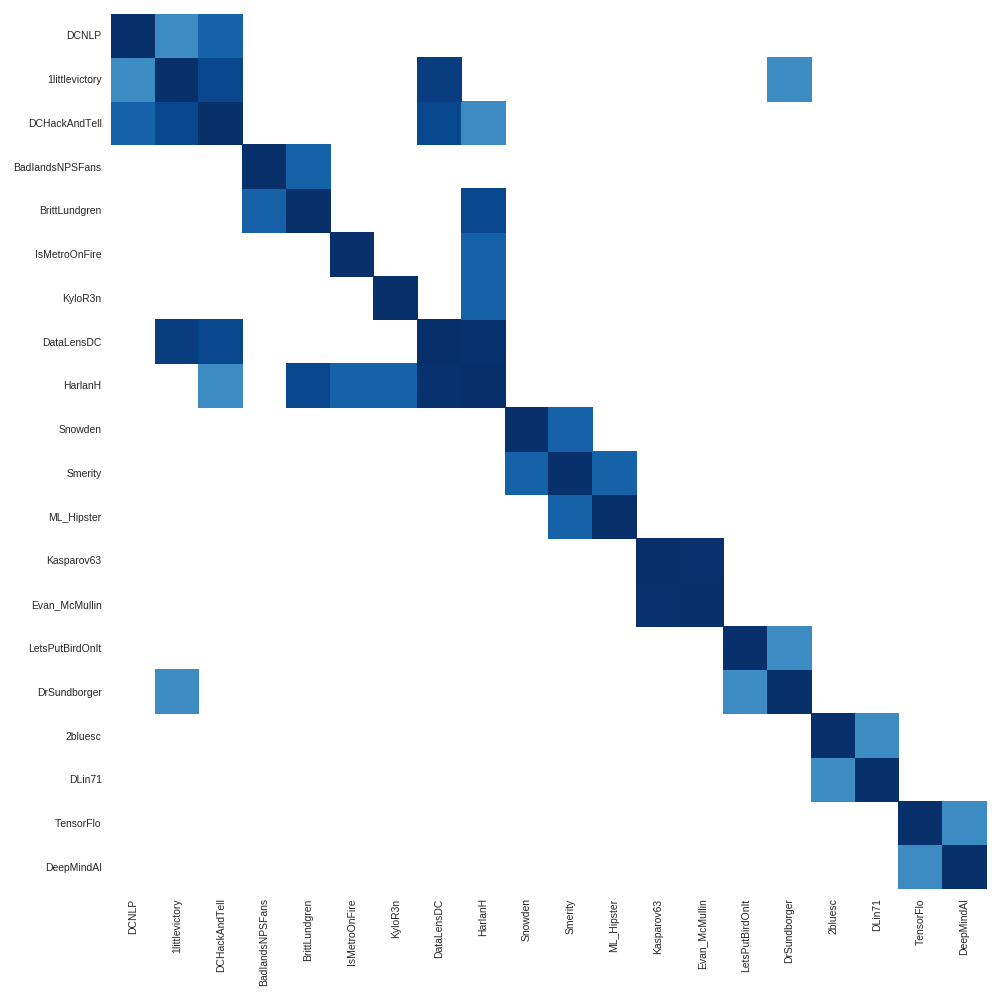 DCNLP
1littlevictory
DCHackAndTell
BadlandsNPSFans
BrittLundgren
IsMetroOnFire
KyloR3n
DataLensDC
HarlanH
Snowden
Smerity
ML_Hipster
Kasparov63
Evan_McMullin
LetsPutBirdOnIt
DrSundborger
2bluesc
DLin71
TensorFlo
DeepMindAI
DCNLP
1littlevictory
DCHackAndTell
BadlandsNPSFans
BrittLundgren
IsMetroOnFire
KyloR3n
DataLensDC
HarlanH
Snowden
Smerity
ML_Hipster
Kasparov63
Evan_McMullin
LetsPutBirdOnIt
DrSundborger
2bluesc
DLin71
TensorFlo
DeepMindAI